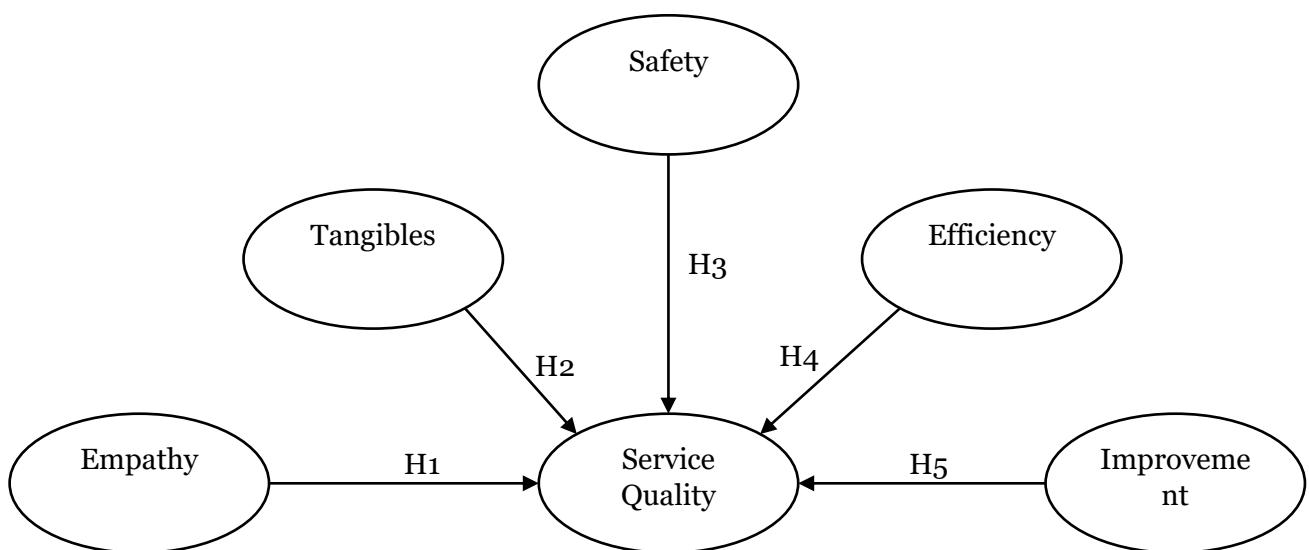 Safety
Tangibles
Efficiency
H3
H2
H4
Empathy
H1
Service
Quality
H5
Improveme
nt